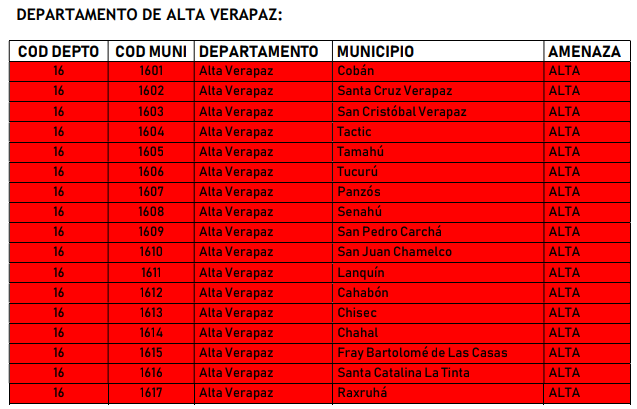 DEPARTAMENTO DE ALTA VERAPAZ:
COD DEPTO COD MUNI DEPARTAMENTO MUNICIPIO AMENAZA
16 1601 Alta Verapaz Cobán ALTA
16 1602 Alta Verapaz Santa Cruz Verapaz ALTA
16 1603 Alta Verapaz San Cristóbal Verapaz ALTA
16 1604 Alta Verapaz Tactic ALTA
16 1605 Alta Verapaz Tamahú ALTA
16 1606 Alta Verapaz Tucurú ALTA
16 1607 Alta Verapaz Panzós ALTA
16 1608 Alta Verapaz Senahú ALTA
16 1609 Alta Verapaz San Pedro Carchá ALTA
16 1610 Alta Verapaz San Juan Chamelco ALTA
16 1611 Alta Verapaz Lanquín ALTA
16 1612 Alta Verapaz Cahabón ALTA
16 1613 Alta Verapaz Chisec ALTA
16 1614 Alta Verapaz Chahal ALTA
16 1615 Alta Verapaz Fray Bartolomé de Las Casas ALTA
16 1616 Alta Verapaz Santa Catalina La Tinta ALTA
16 1617 Alta Verapaz Raxruhá ALTA